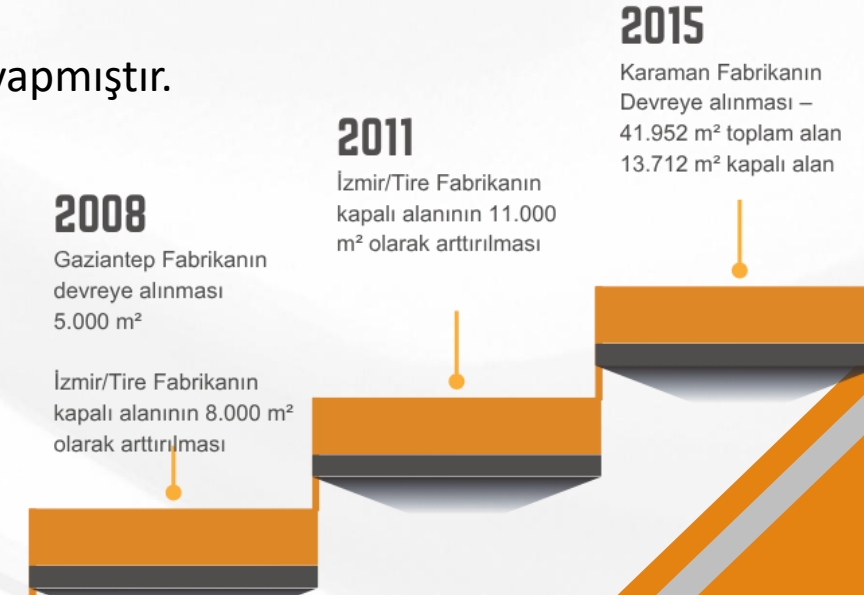 yapmıştır.
2008
Gaziantep Fabrikanın
devreye alınması
5.000 m²
İzmir/Tire Fabrikanın
kapalı alanının 8.000 m²
olarak arttırılması
2011
İzmir/Tire Fabrikanın
kapalı alanının 11.000
m² olarak arttırılması
2015
Karaman Fabrikanın
Devreye alınması –
41.952 m² toplam alan
13.712 m² kapalı alan